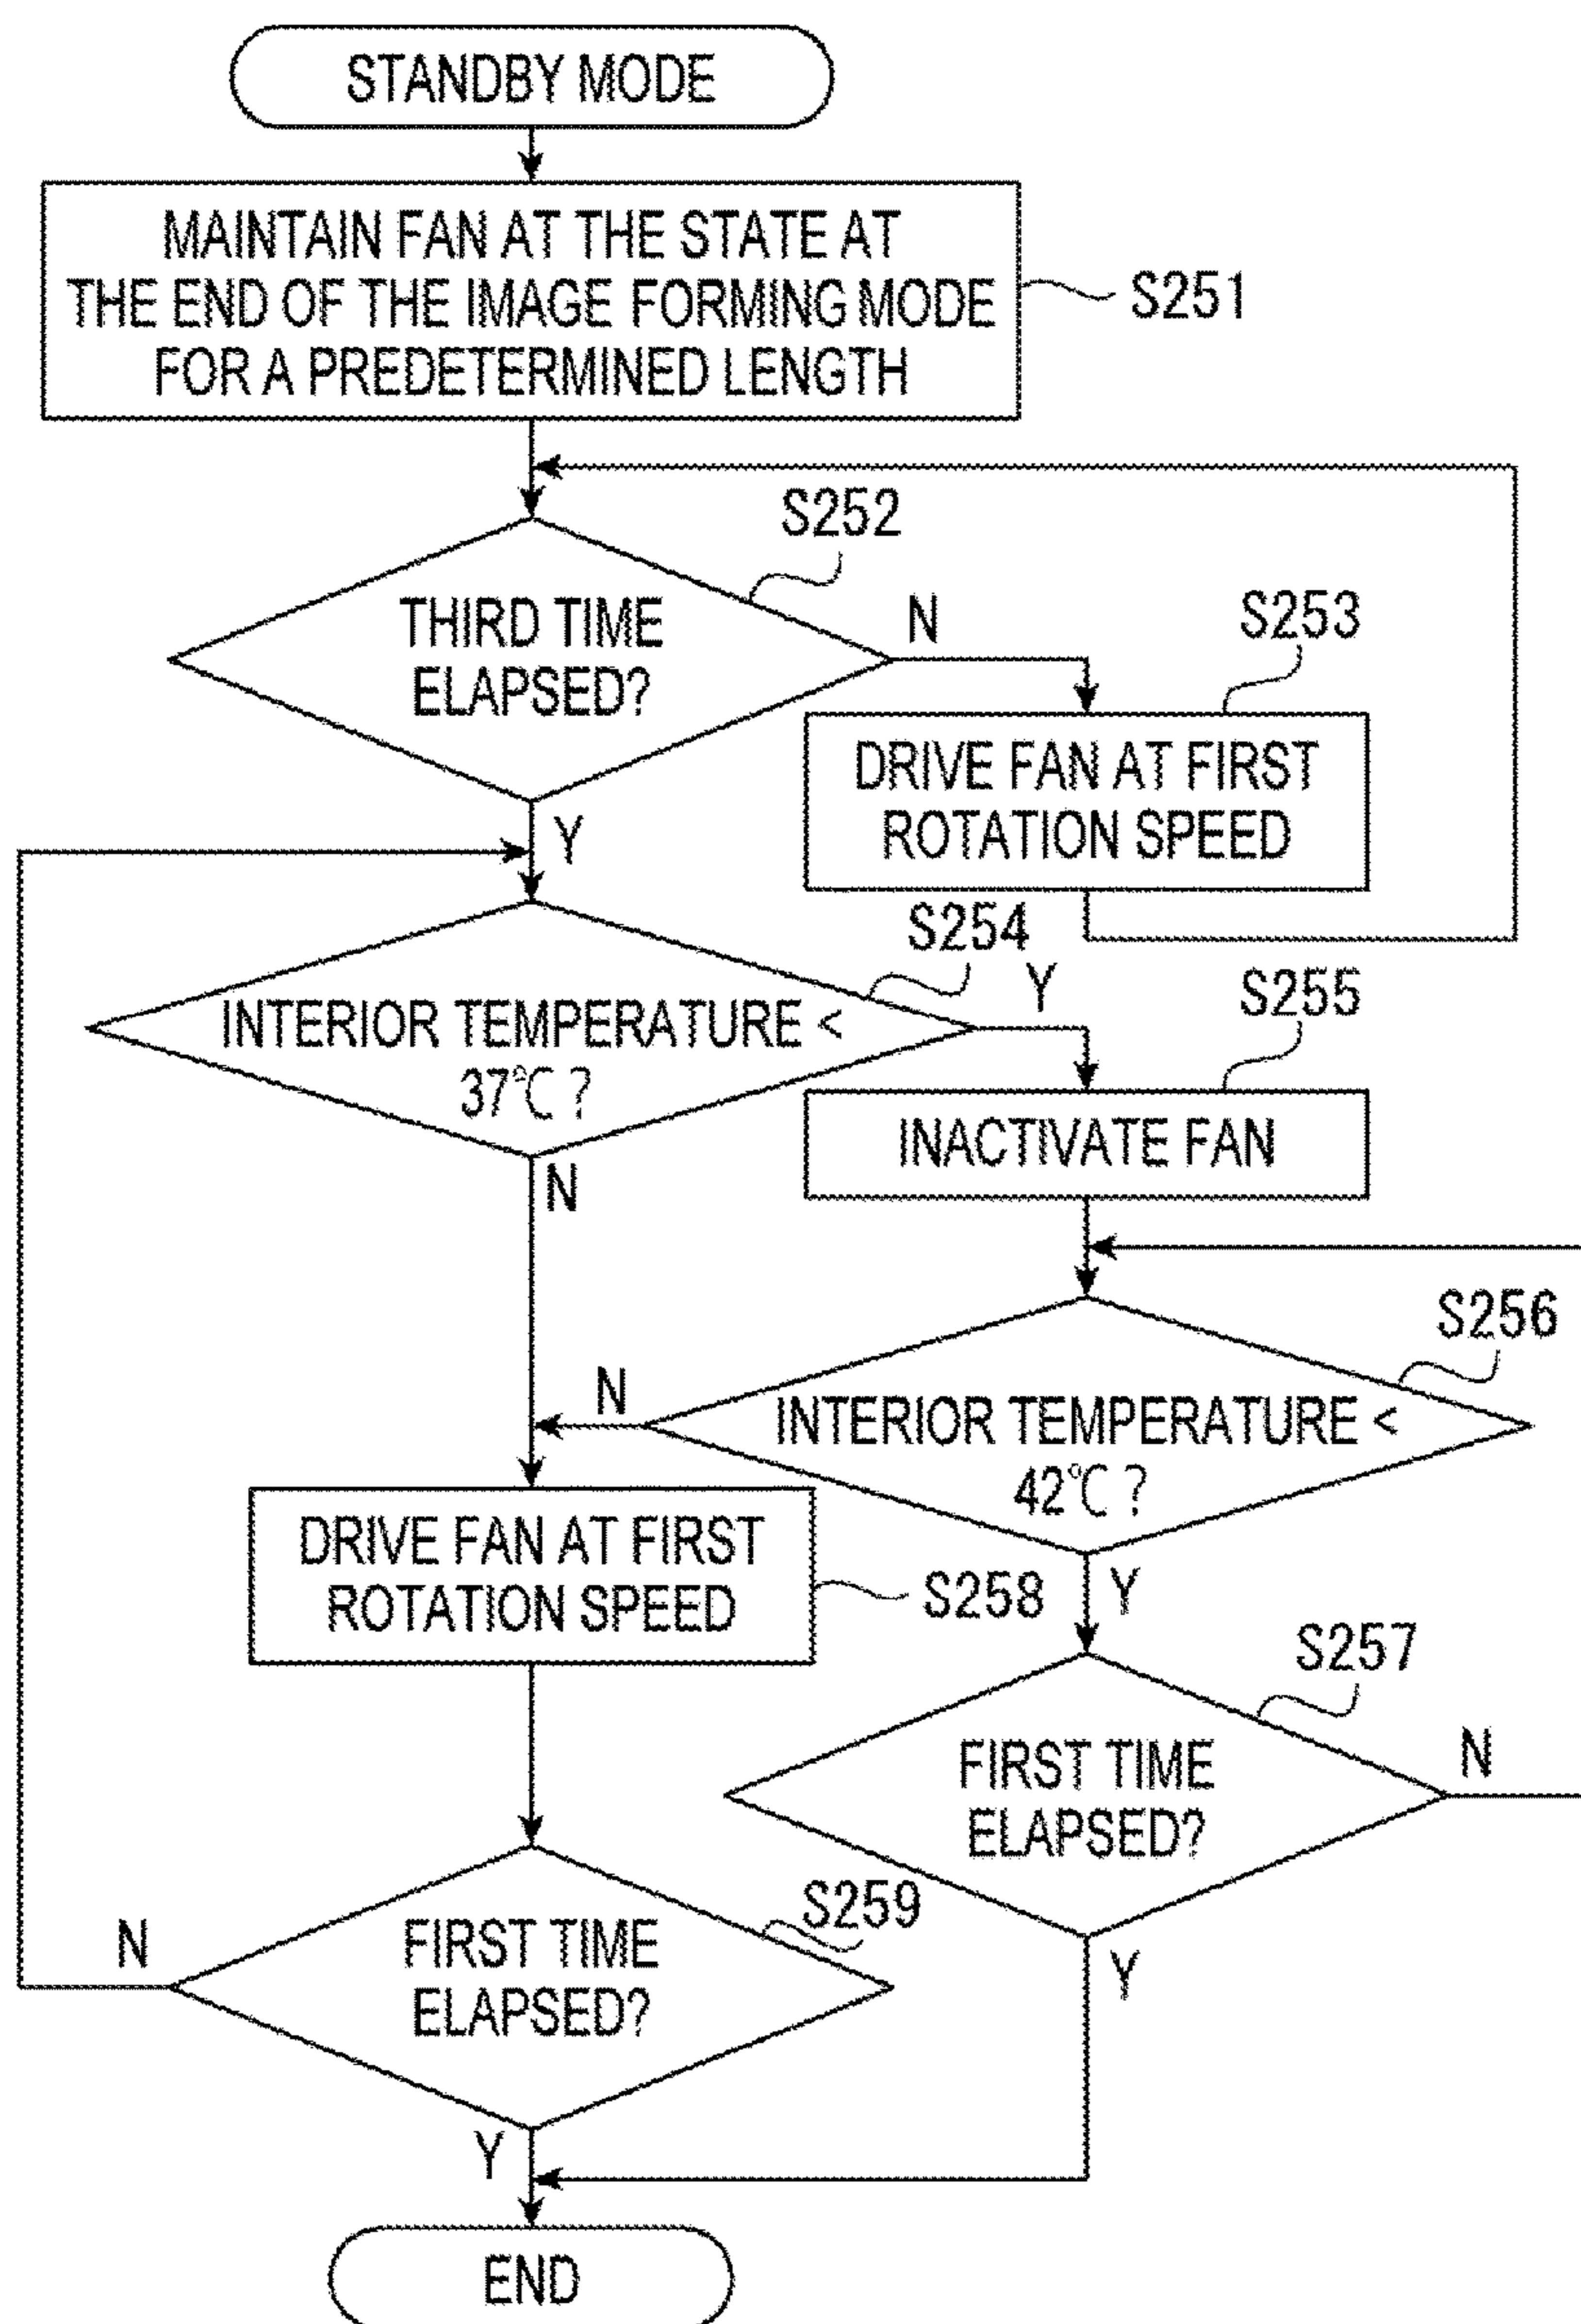 STANDBY MODE
MAINTAIN FAN AT THE STATE AT
THE END OF THE IMAGE FORMING MODE
FOR A PREDETERMINED LENGTH
S251
S252
THIRD TIME
ELAPSED?
N
Y
S253
DRIVE FAN AT FIRST
ROTATION SPEED
S254
INTERIOR TEMPERATURE <
37℃ ?
Y
N
S255
INACTIVATE FAN
S256
INTERIOR TEMPERATURE <
42℃ ?
N
Y
DRIVE FAN AT FIRST
ROTATION SPEED
S258
S257
FIRST TIME
ELAPSED?
N
Y
S259
FIRST TIME
ELAPSED?
N
Y
END